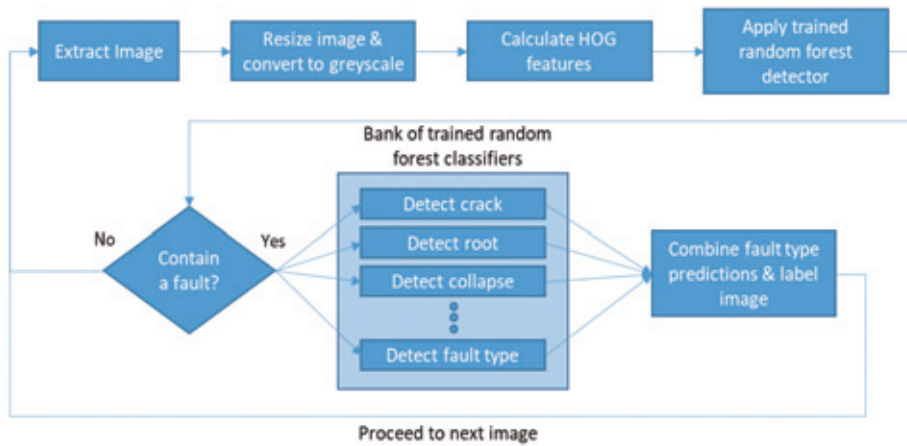 Extract Image
Resize image &
convert to greyscale
Calculate HOG
features
Apply trained
random forest
detector
Bank of trained random
forest classifiers
No
Contain
a fault?
Yes
Detect crack
Detect root
Detect collapse
Detect fault type
Combine fault type
predictions & label
image
Proceed to next image